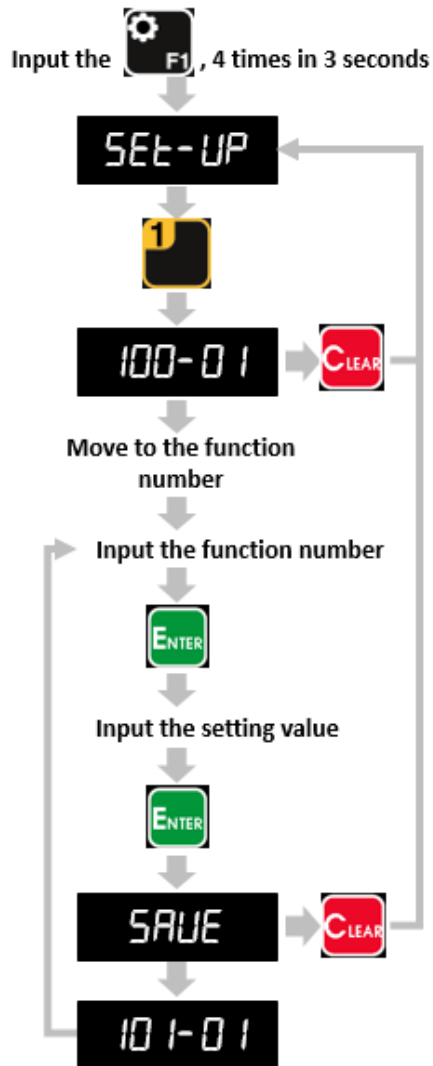 Input the F1 , 4 times in 3 seconds
SEt-UP
1
100-01
CLEAR
Move to the function
number
Input the function number
ENTER
Input the setting value
ENTER
SAVE
CLEAR
101-01